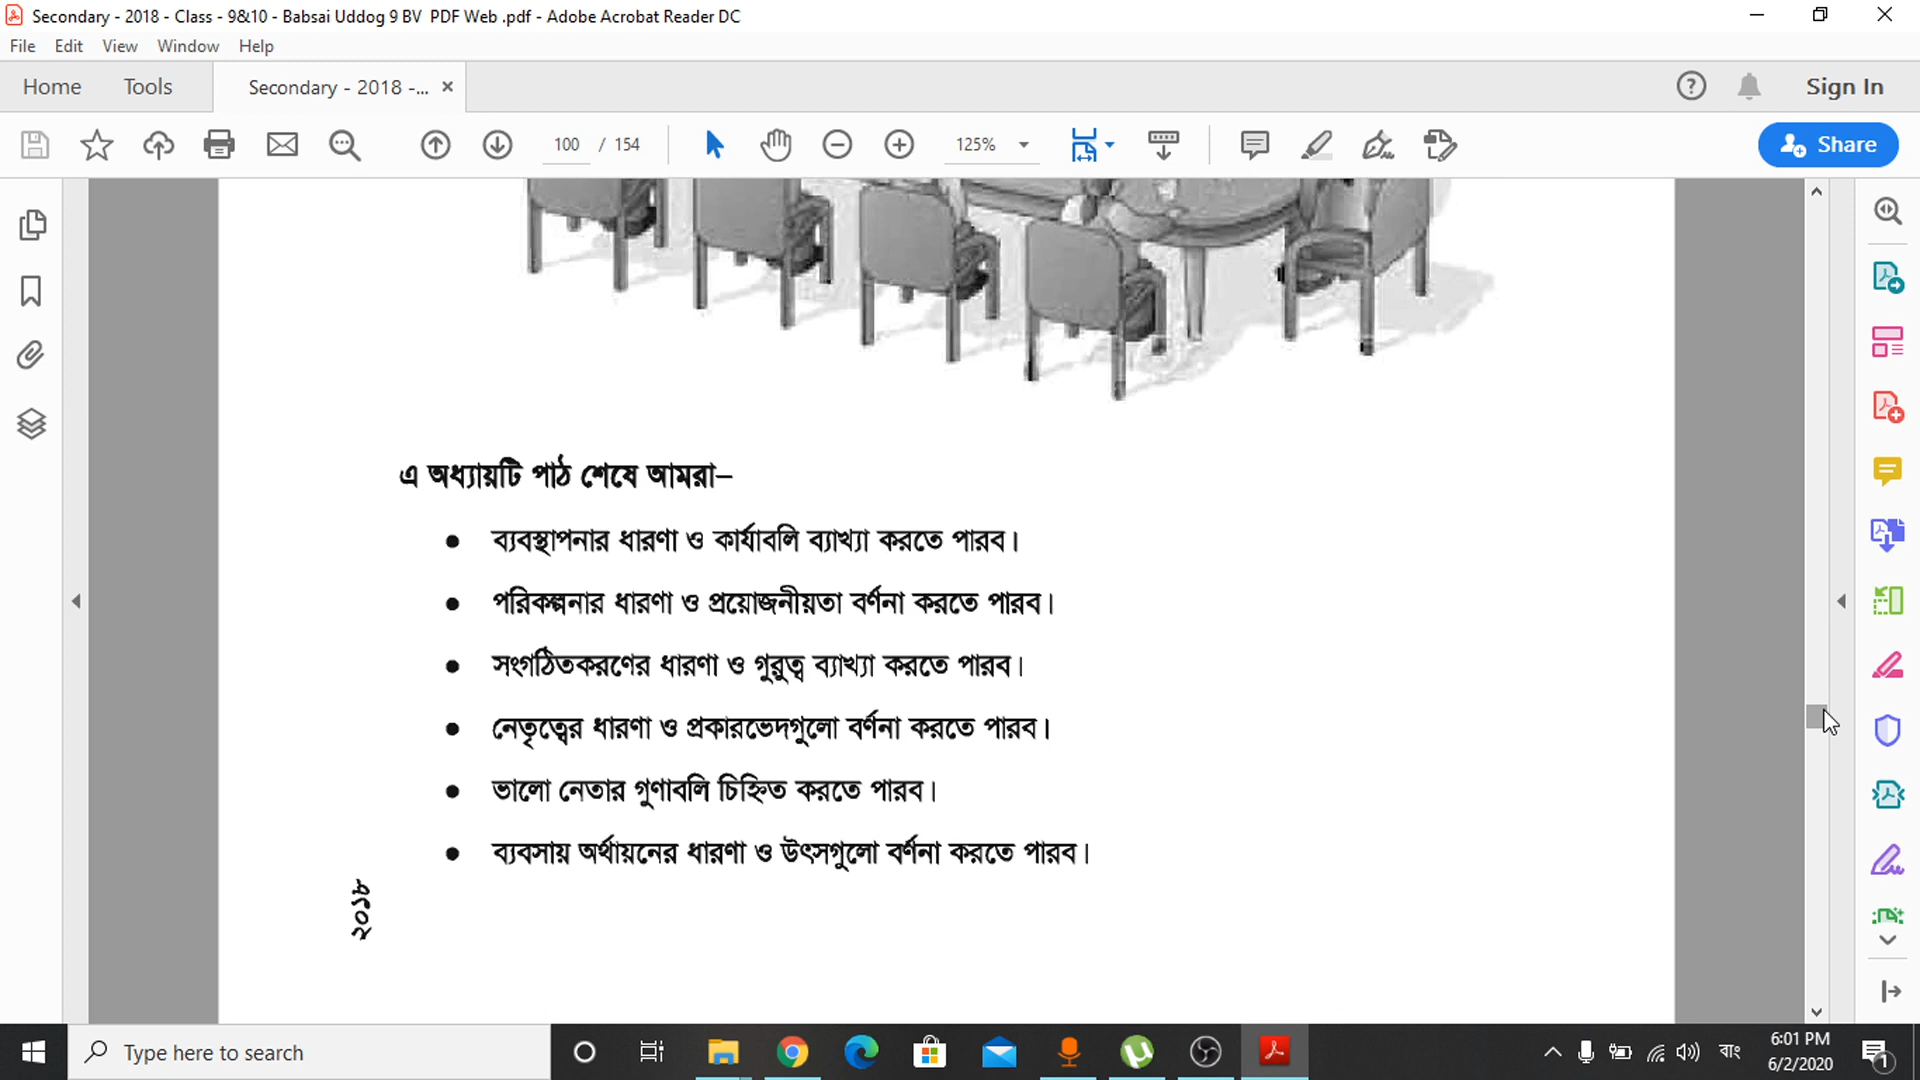 Secondary - 2018 - Class - 9&10 - Babsai Uddog 9 BV  PDF Web .pdf - Adobe Acrobat Reader DC
File Edit View Window Help
Home Tools Secondary - 2018 -... × Sign In
100 / 154 125% Share
এ অধ্যায়টি পাঠ শেষে আমরা–
● ব্যবস্থাপনার ধারণা ও কার্যাবলি ব্যাখ্যা করতে পারব।
● পরিকল্পনার ধারণা ও প্রয়োজনীয়তা বর্ণনা করতে পারব।
● সংগঠিতকরণের ধারণা ও গুরুত্ব ব্যাখ্যা করতে পারব।
● নেতৃত্বের ধারণা ও প্রকারভেদগুলো বর্ণনা করতে পারব।
● ভালো নেতার গুণাবলি চিহ্নিত করতে পারব।
● ব্যবসায় অর্থায়নের ধারণা ও উৎসগুলো বর্ণনা করতে পারব।
২০১৮
Type here to search
বাং
6:01 PM
6/2/2020
1